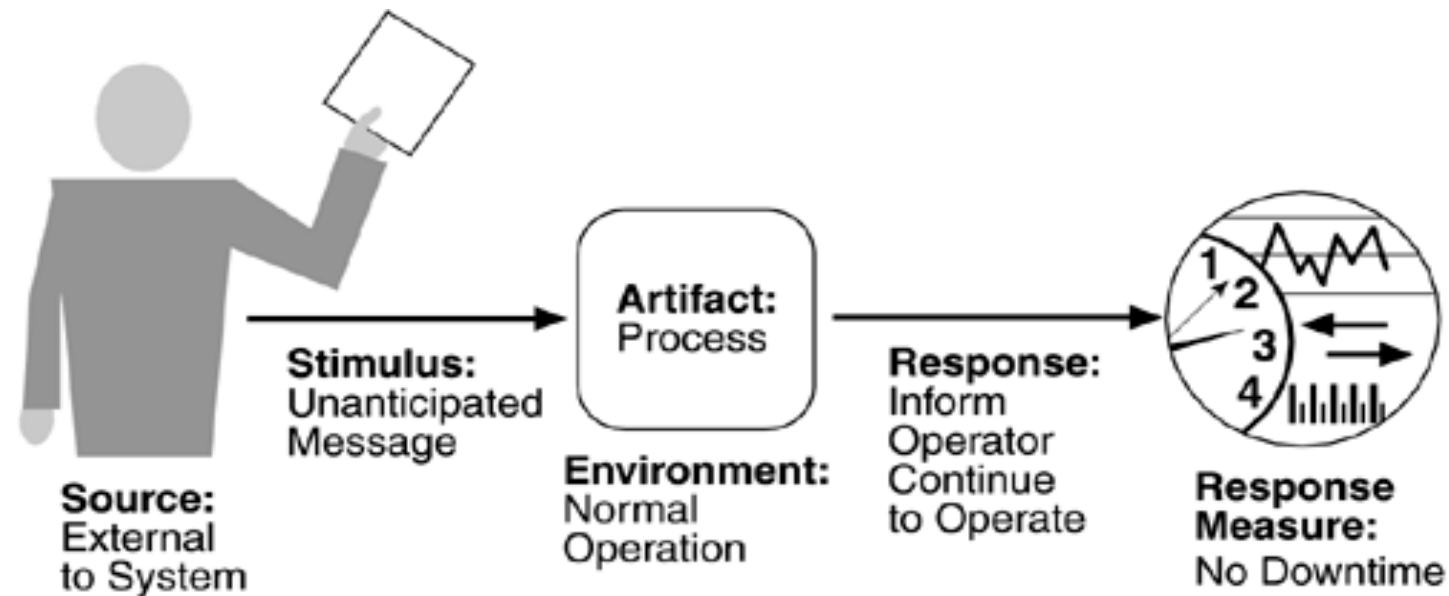 Source:
External
to System
Stimulus:
Unanticipated
Message
Artifact:
Process
Environment:
Normal
Operation
Response:
Inform
Operator
Continue
to Operate
1
2
3
4
Response
Measure:
No Downtime